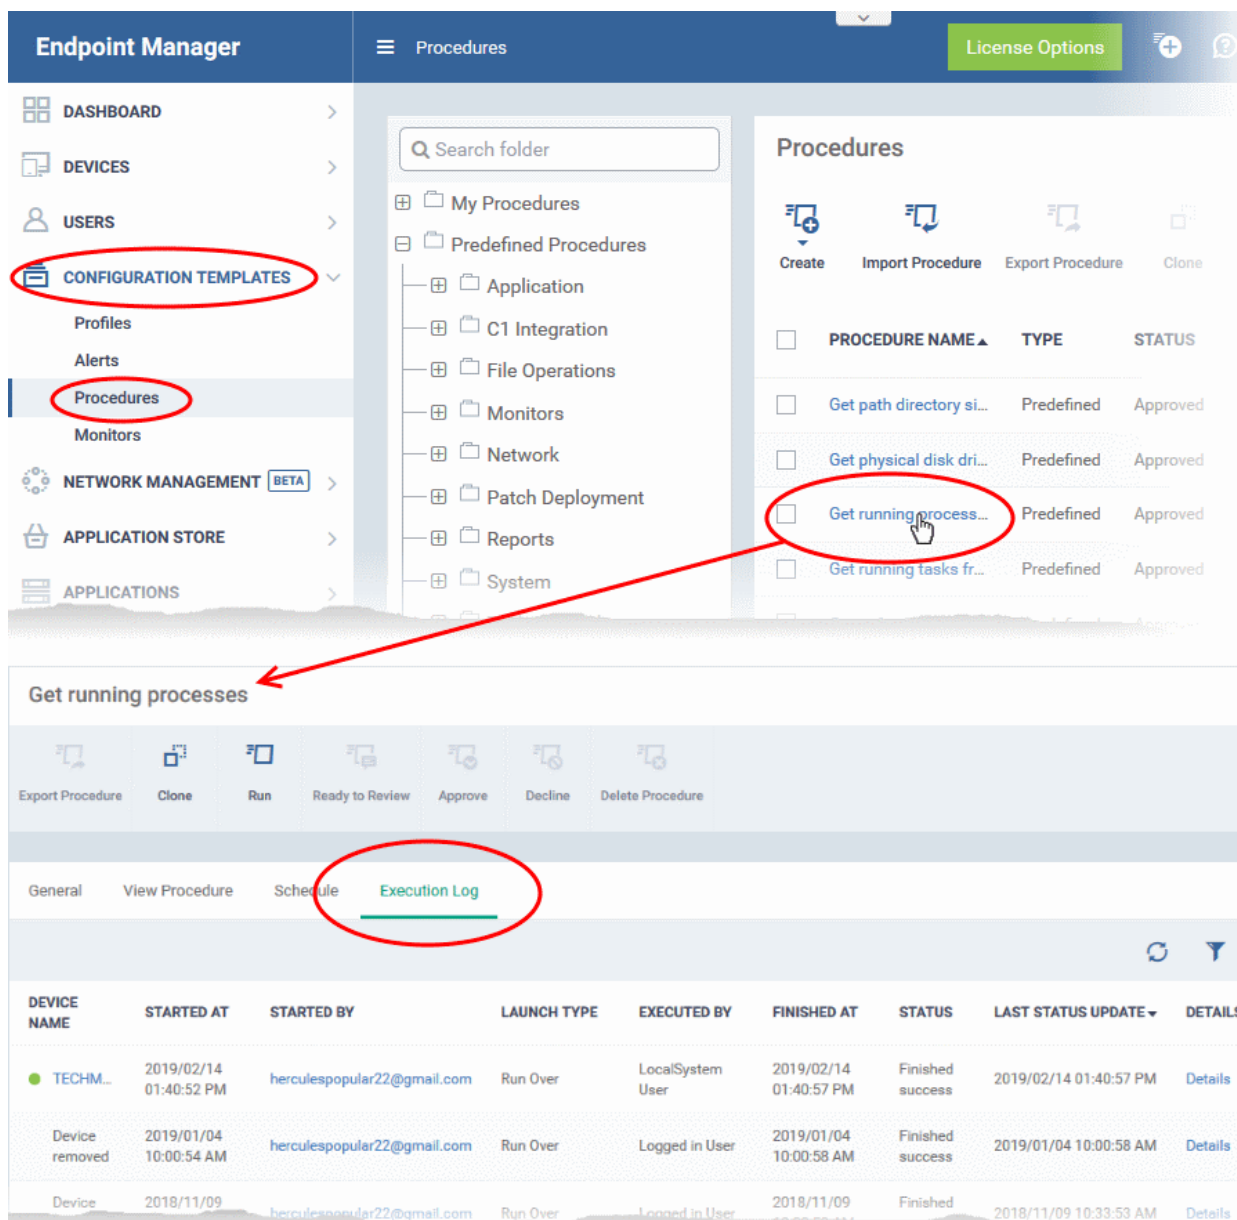 Endpoint Manager
Procedures
License Options
DASHBOARD
DEVICES
USERS
CONFIGURATION TEMPLATES
Profiles
Alerts
Procedures
Monitors
NETWORK MANAGEMENT BETA
APPLICATION STORE
APPLICATIONS
Search folder
My Procedures
Predefined Procedures
Application
C1 Integration
File Operations
Monitors
Network
Patch Deployment
Reports
System
Procedures
Create Import Procedure Export Procedure Clone
PROCEDURE NAME TYPE STATUS
Get path directory si... Predefined Approved
Get physical disk dri... Predefined Approved
Get running process... Predefined Approved
Get running tasks fr... Predefined Approved
Get running processes
Export Procedure Clone Run Ready to Review Approve Decline Delete Procedure
General View Procedure Schedule Execution Log
DEVICE NAME STARTED AT STARTED BY LAUNCH TYPE EXECUTED BY FINISHED AT STATUS LAST STATUS UPDATE DETAILS
TECHM... 2019/02/14 01:40:52 PM herculespopular22@gmail.com Run Over LocalSystem User 2019/02/14 01:40:57 PM Finished success 2019/02/14 01:40:57 PM Details
Device removed 2019/01/04 10:00:54 AM herculespopular22@gmail.com Run Over Logged in User 2019/01/04 10:00:58 AM Finished success 2019/01/04 10:00:58 AM Details
Device 2018/11/09 herculespopular22@gmail.com Run Over Logged in User 2018/11/09 Finished 2018/11/09 10:33:53 AM Details